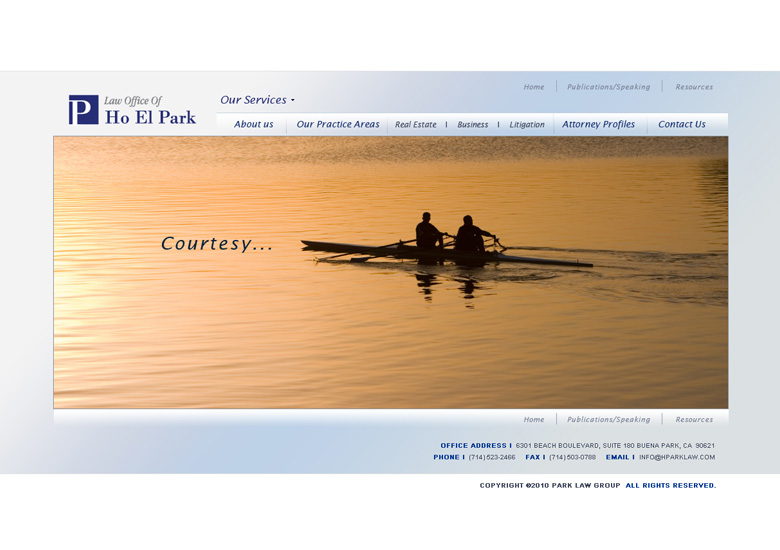 Home Publications/Speaking Resources
Law Office Of
Ho El Park
P
Our Services
About us Our Practice Areas Real Estate | Business | Litigation Attorney Profiles Contact Us
Courtesy...
Home Publications/Speaking Resources
OFFICE ADDRESS | 6301 BEACH BOULEVARD, SUITE 180 BUENA PARK, CA 90621
PHONE | (714)523-2466 FAX | (714)503-0788 EMAIL | INFO@HPARKLAW.COM
COPYRIGHT ©2010 PARK LAW GROUP ALL RIGHTS RESERVED.